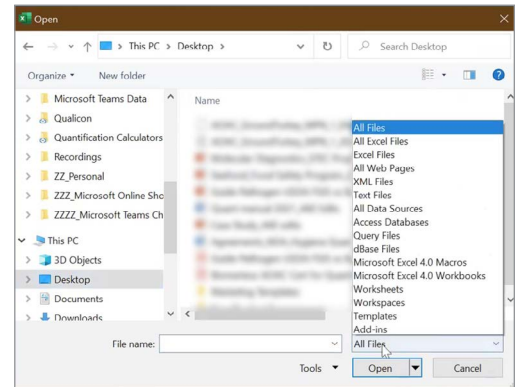 Open
This PC > Desktop >
Search Desktop
Organize
New folder
Microsoft Teams Data
Qualicon
Quantification Calculators
Recordings
ZZ_Personal
ZZZ_Microsoft Online Sho
ZZZZ_Microsoft Teams Ch
This PC
3D Objects
Desktop
Documents
Downloads
Name
All Files
All Excel Files
Excel Files
All Web Pages
XML Files
Text Files
All Data Sources
Access Databases
Query Files
dBase Files
Microsoft Excel 4.0 Macros
Microsoft Excel 4.0 Workbooks
Worksheets
Workspaces
Templates
Add-ins
File name:
All Files
Tools
Open
Cancel